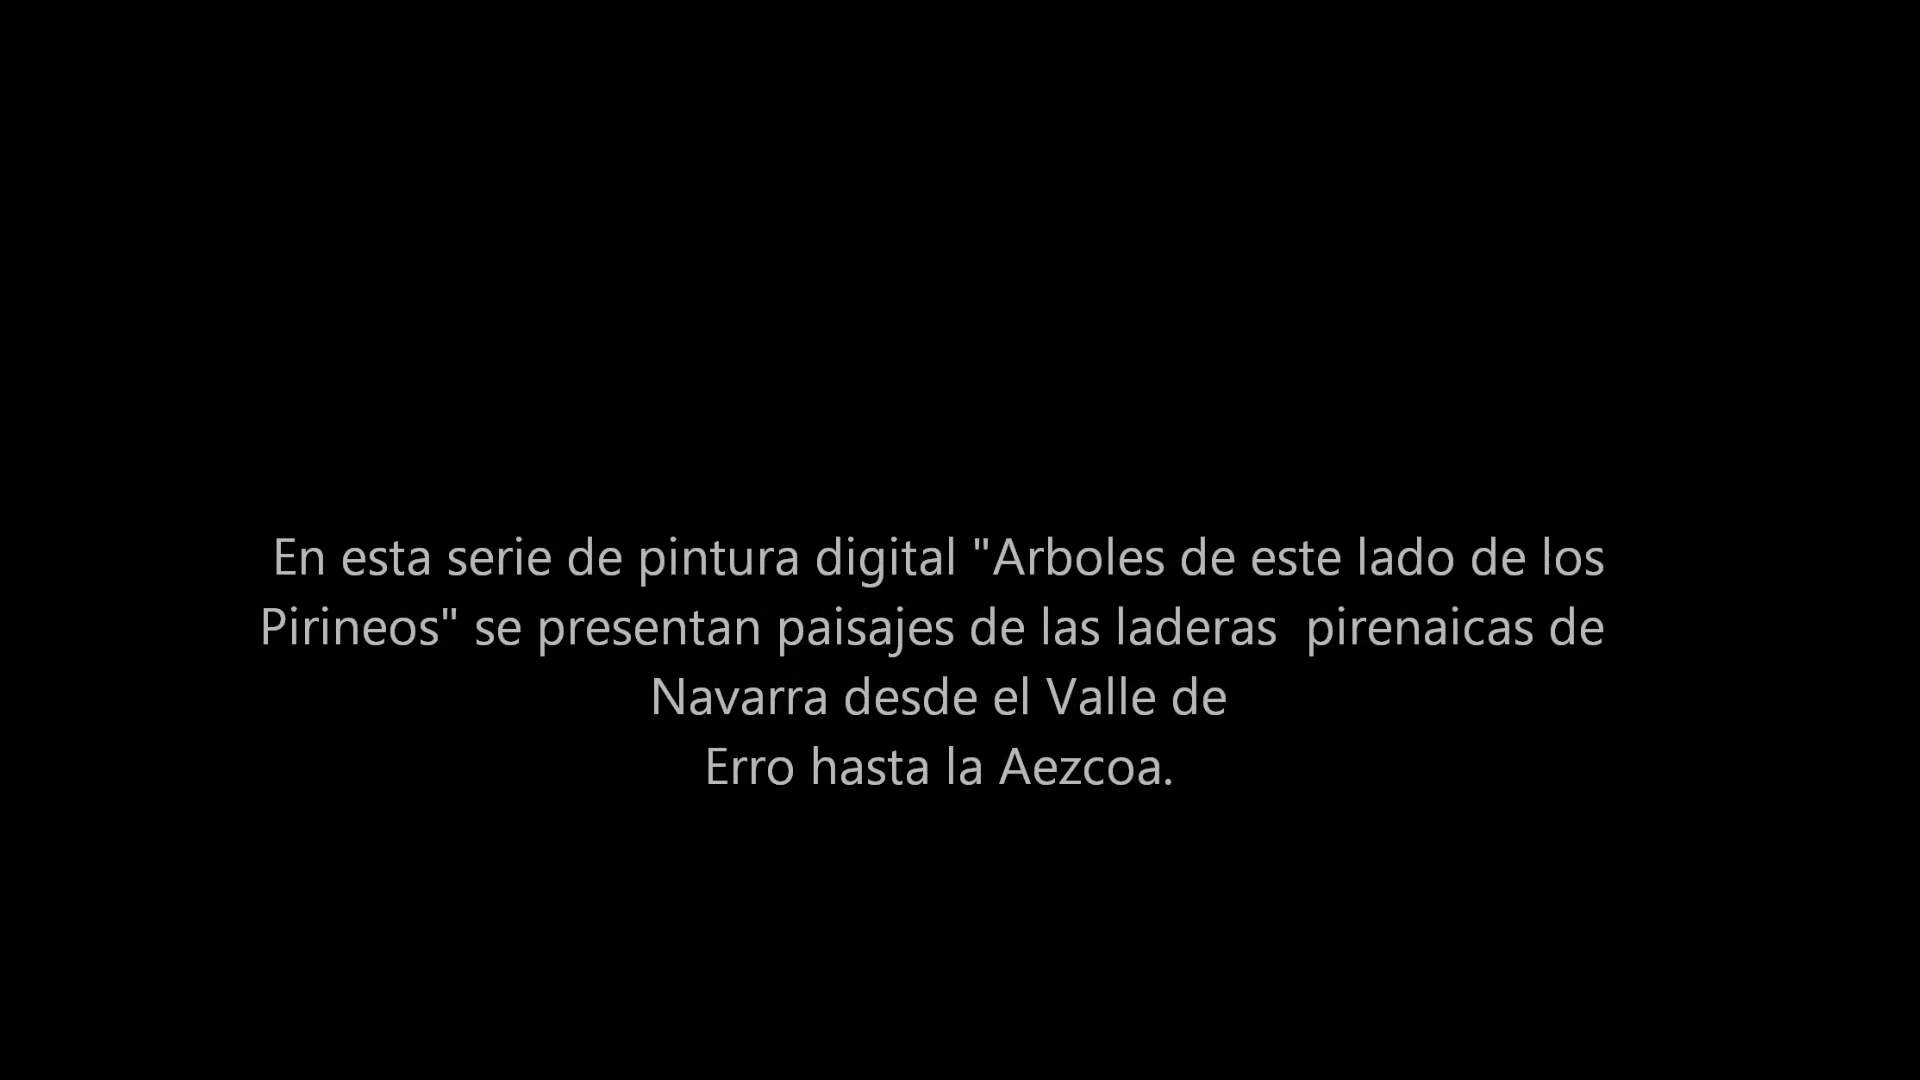 En esta serie de pintura digital "Arboles de este lado de los
Pirineos" se presentan paisajes de las laderas  pirenaicas de
Navarra desde el Valle de
Erro hasta la Aezcoa.